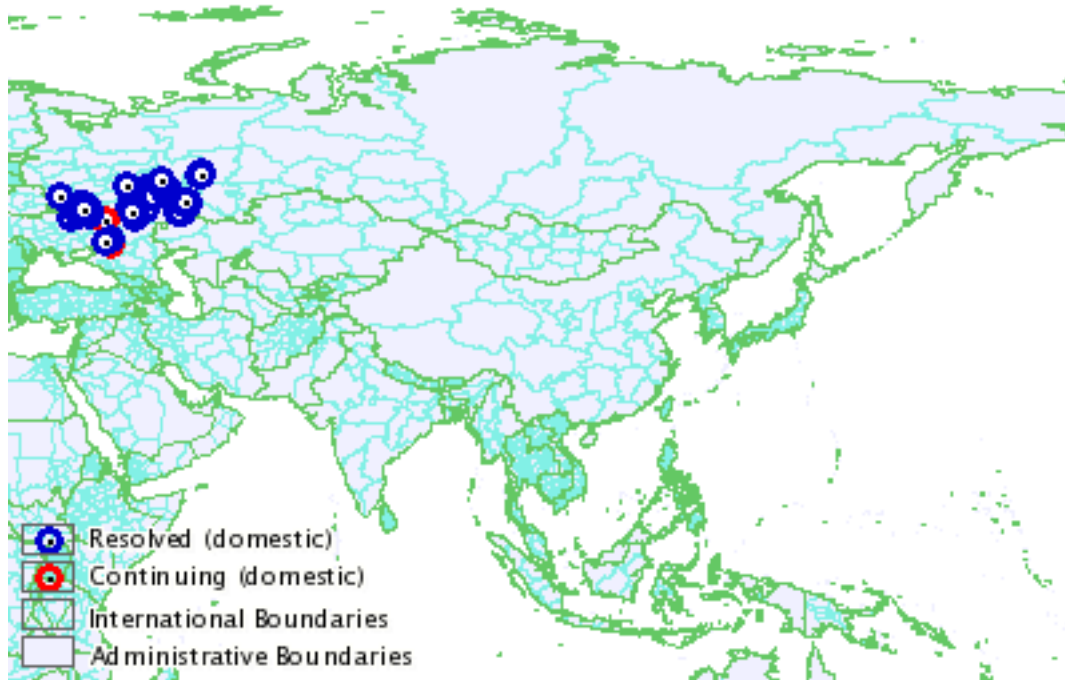 Resolved (domestic)
Continuing (domestic)
International Boundaries
Administrative Boundaries